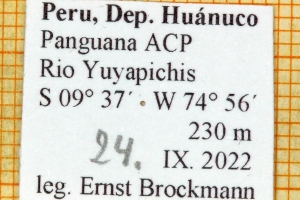 Peru, Dep. Huánuco
Panguana ACP
Rio Yuyapichis
S 09° 37´ · W 74° 56´
230 m
24. IX. 2022
leg. Ernst Brockmann